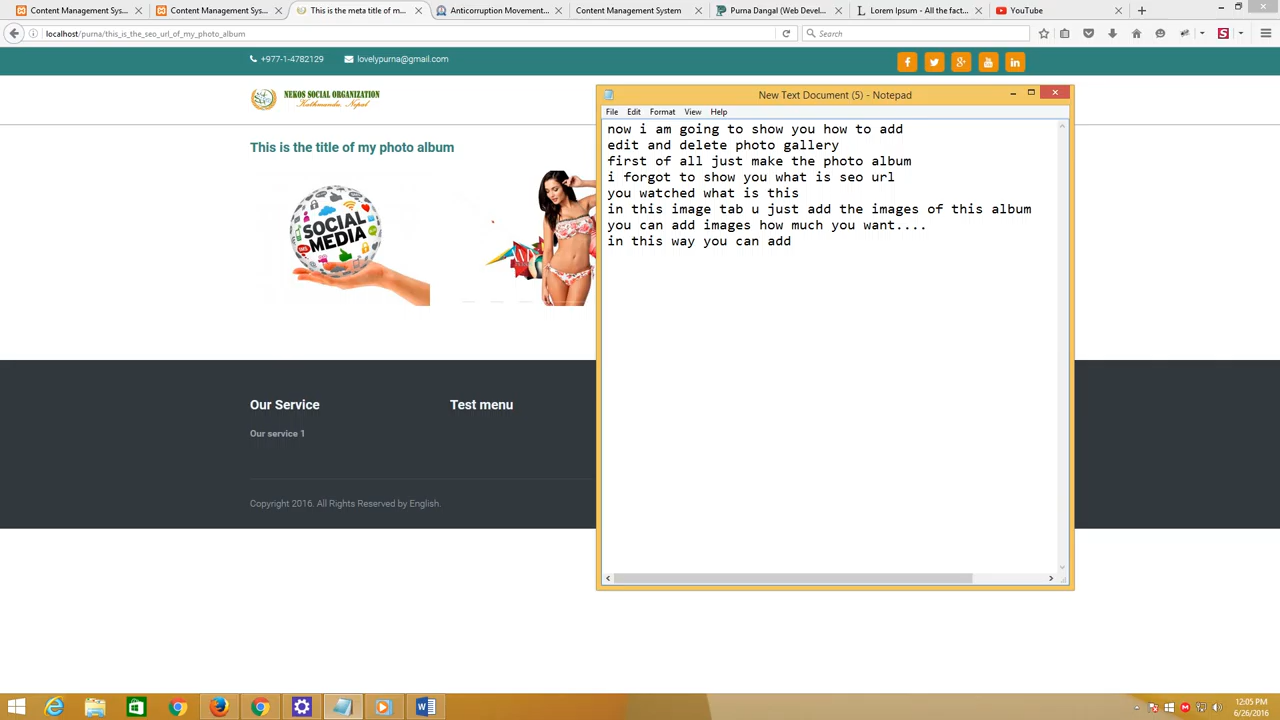 Content Management Sys...
Content Management Sys...
This is the meta title of m...
Anticorruption Movemen...
Content Management System
Purna Dangal (Web Devel...
Lorem Ipsum - All the fact...
YouTube
localhost/purna/this_is_the_seo_url_of_my_photo_album
Search
+977-1-4782129
lovelypurna@gmail.com
NEKOS SOCIAL ORGANIZATION
Kathmandu, Nepal
This is the title of my photo album
SOCIAL
MEDIA
New Text Document (5) - Notepad
File Edit Format View Help
now i am going to show you how to add
edit and delete photo gallery
first of all just make the photo album
i forgot to show you what is seo url
you watched what is this
in this image tab u just add the images of this album
you can add images how much you want....
in this way you can add
Our Service
Test menu
Our service 1
Copyright 2016. All Rights Reserved by English.
12:05 PM
6/26/2016